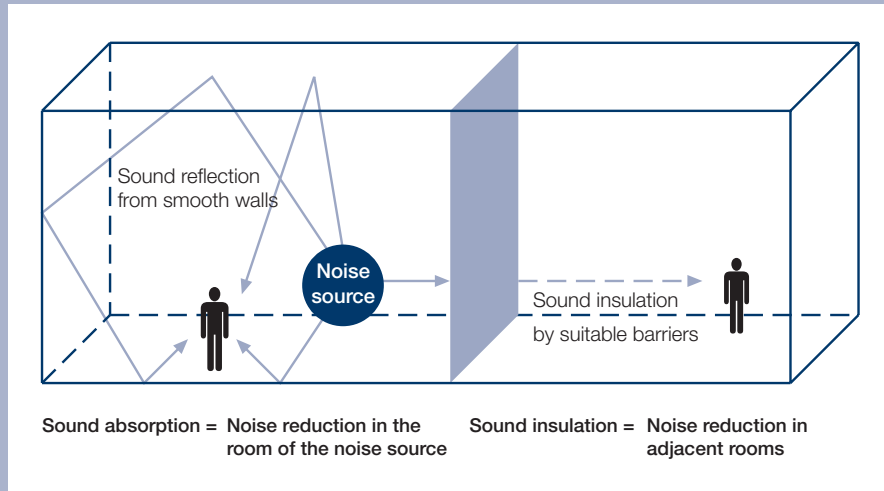 Sound reflection
from smooth walls
Noise
source
Sound insulation
by suitable barriers
Sound absorption = Noise reduction in the
room of the noise source
Sound insulation = Noise reduction in
adjacent rooms